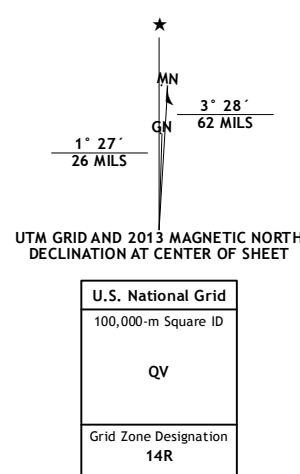 MN
3° 28´
62 MILS
GN
1° 27´
26 MILS
UTM GRID AND 2013 MAGNETIC NORTH
DECLINATION AT CENTER OF SHEET
U.S. National Grid
100,000-m Square ID
QV
Grid Zone Designation
14R